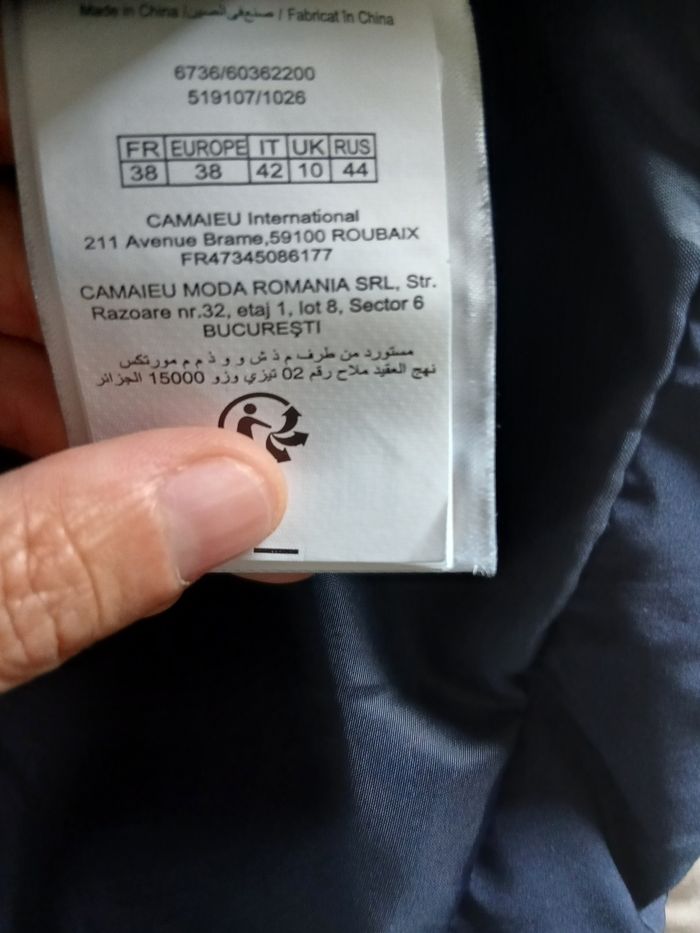 Made in China / صنع في الصين / Fabricat în China
6736/60362200
519107/1026
FR EUROPE IT UK RUS
38 38 42 10 44
CAMAIEU International
211 Avenue Brame,59100 ROUBAIX
FR47345086177
CAMAIEU MODA ROMANIA SRL, Str.
Razoare nr.32, etaj 1, lot 8, Sector 6
BUCUREŞTI
مستورد من طرف م ذ ش و و ذ م م مورتكس
نهج العقيد ملاح رقم 02 تيزي وزو 15000 الجزائر